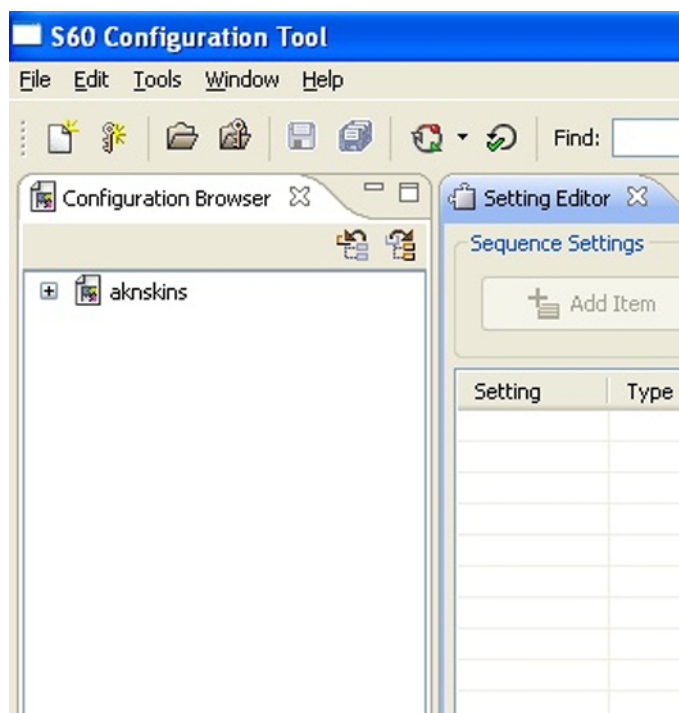 S60 Configuration Tool
File Edit Tools Window Help
Find:
Configuration Browser
Setting Editor
Sequence Settings
aknskins
Add Item
Setting Type